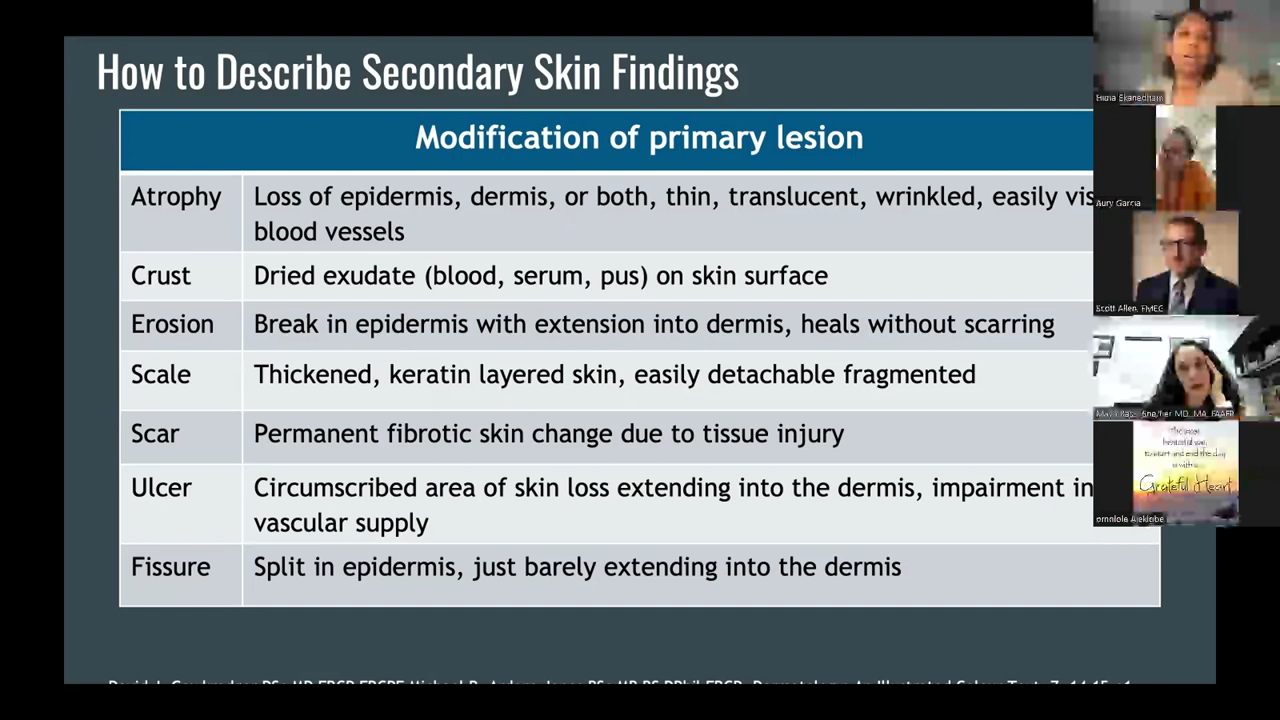 How to Describe Secondary Skin Findings
Modification of primary lesion
Atrophy
Loss of epidermis, dermis, or both, thin, translucent, wrinkled, easily vis
blood vessels
Crust
Dried exudate (blood, serum, pus) on skin surface
Erosion
Break in epidermis with extension into dermis, heals without scarring
Scale
Thickened, keratin layered skin, easily detachable fragmented
Scar
Permanent fibrotic skin change due to tissue injury
Ulcer
Circumscribed area of skin loss extending into the dermis, impairment in
vascular supply
Fissure
Split in epidermis, just barely extending into the dermis
Aury Garcia
Scott Allen, FMEC
Grateful Heart